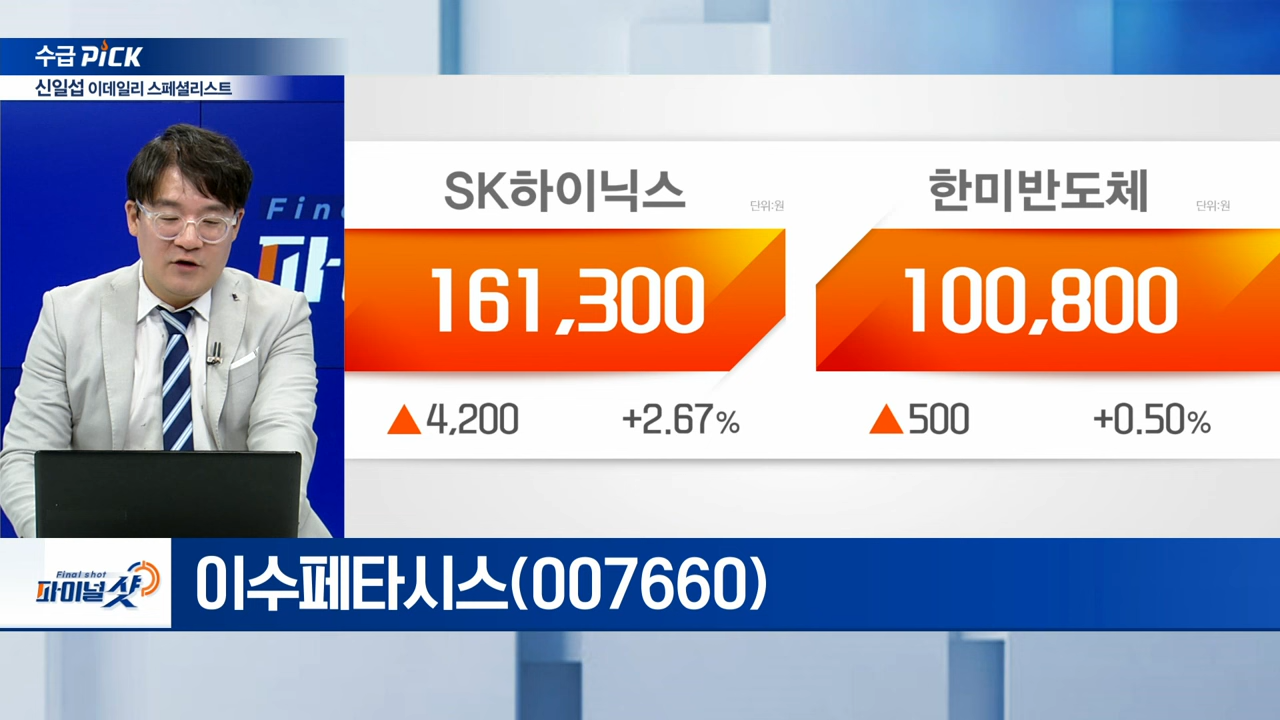 수급 PiCK
신일섭 이데일리 스페셜리스트
Fin
파
SK하이닉스
단위:원
161,300
▲4,200 +2.67%
한미반도체
단위:원
100,800
▲500 +0.50%
Final shot
파이널샷
이수페타시스(007660)